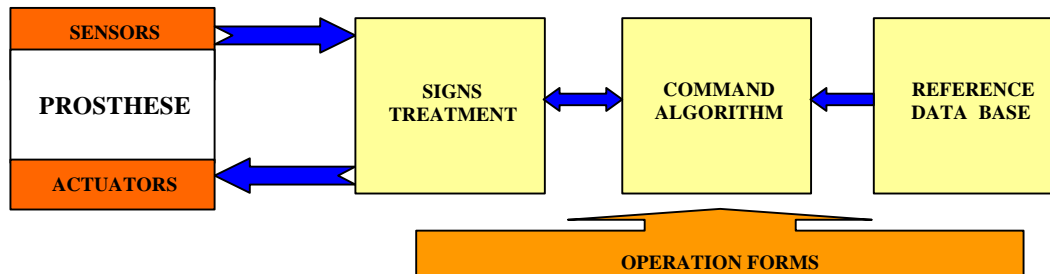 SENSORS
PROSTHESE
ACTUATORS
SIGNS
TREATMENT
COMMAND
ALGORITHM
REFERENCE
DATA BASE
OPERATION FORMS